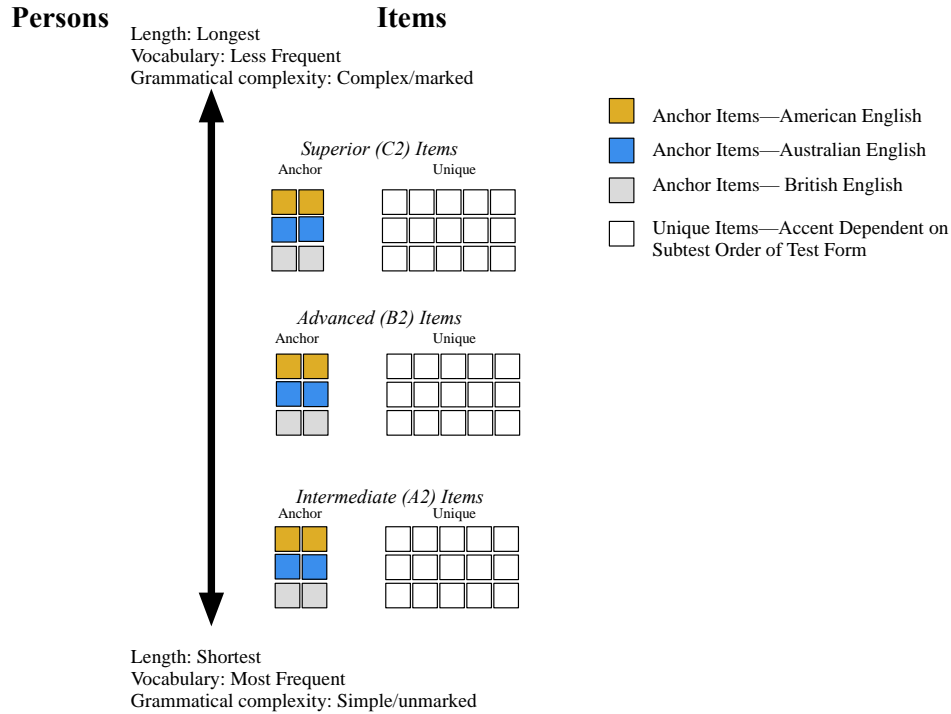 Persons
Items
Length: Longest
Vocabulary: Less Frequent
Grammatical complexity: Complex/marked
Superior (C2) Items
Anchor
Unique
Advanced (B2) Items
Anchor
Unique
Intermediate (A2) Items
Anchor
Unique
Length: Shortest
Vocabulary: Most Frequent
Grammatical complexity: Simple/unmarked
Anchor Items—American English
Anchor Items—Australian English
Anchor Items— British English
Unique Items—Accent Dependent on
Subtest Order of Test Form